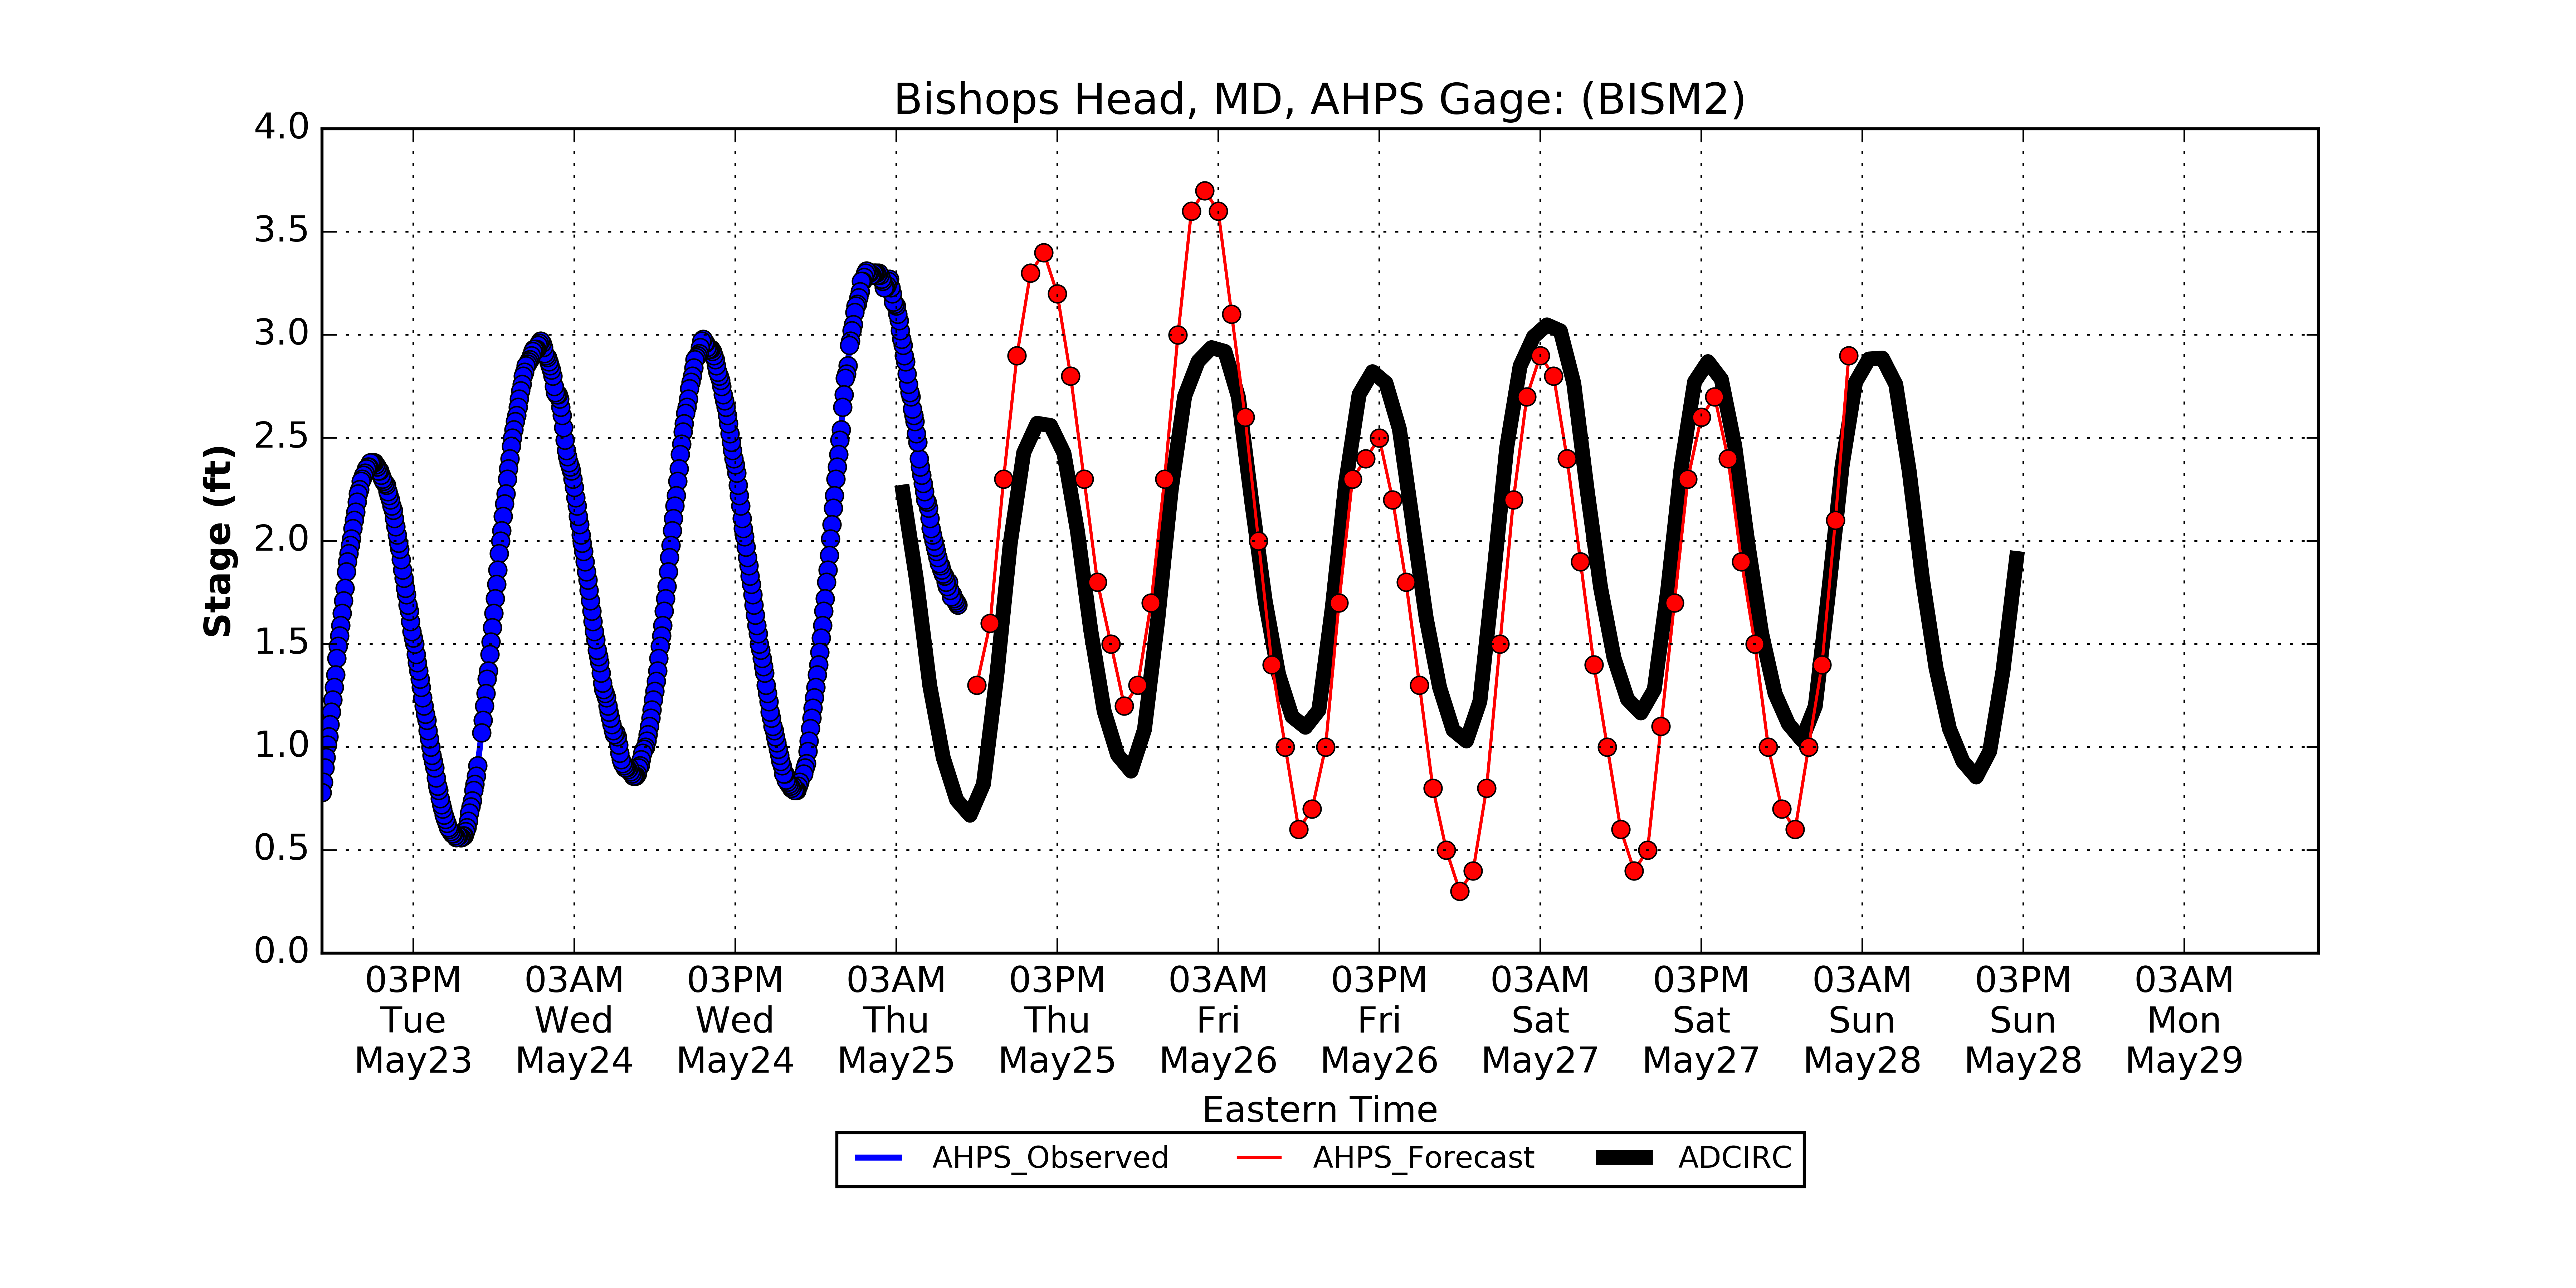 Bishops Head, MD, AHPS Gage: (BISM2)
4.0
3.5
3.0
2.5
2.0
1.5
1.0
0.5
0.0
Stage (ft)
03PM 03AM 03PM 03AM 03PM 03AM 03PM 03AM 03PM 03AM 03PM 03AM
Tue Wed Wed Thu Thu Fri Fri Sat Sat Sun Sun Mon
May23 May24 May24 May25 May25 May26 May26 May27 May27 May28 May28 May29
Eastern Time
AHPS_Observed AHPS_Forecast ADCIRC